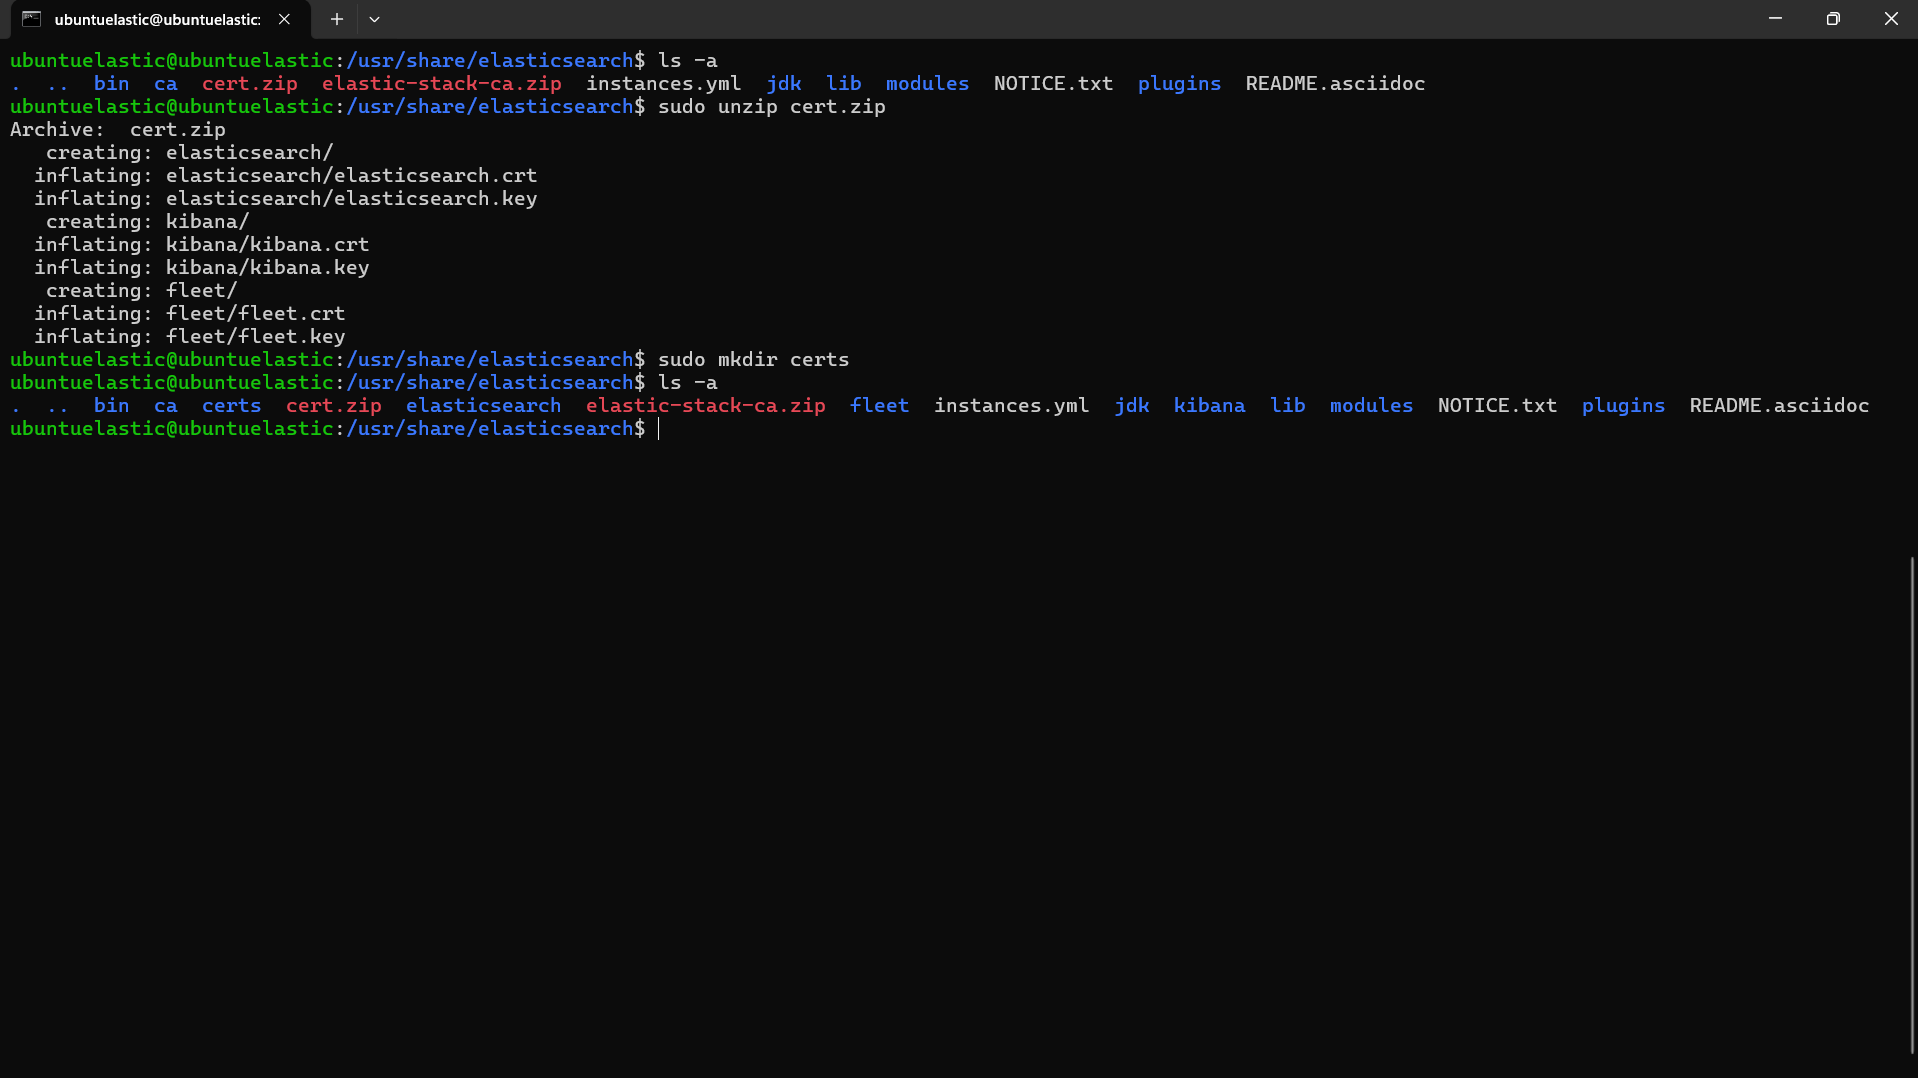 ubuntuelastic@ubuntuelastic:
ubuntuelastic@ubuntuelastic:/usr/share/elasticsearch$ ls -a
.  ..  bin  ca  cert.zip  elastic-stack-ca.zip  instances.yml  jdk  lib  modules  NOTICE.txt  plugins  README.asciidoc
ubuntuelastic@ubuntuelastic:/usr/share/elasticsearch$ sudo unzip cert.zip
Archive:  cert.zip
   creating: elasticsearch/
  inflating: elasticsearch/elasticsearch.crt
  inflating: elasticsearch/elasticsearch.key
   creating: kibana/
  inflating: kibana/kibana.crt
  inflating: kibana/kibana.key
   creating: fleet/
  inflating: fleet/fleet.crt
  inflating: fleet/fleet.key
ubuntuelastic@ubuntuelastic:/usr/share/elasticsearch$ sudo mkdir certs
ubuntuelastic@ubuntuelastic:/usr/share/elasticsearch$ ls -a
.  ..  bin  ca  certs  cert.zip  elasticsearch  elastic-stack-ca.zip  fleet  instances.yml  jdk  kibana  lib  modules  NOTICE.txt  plugins  README.asciidoc
ubuntuelastic@ubuntuelastic:/usr/share/elasticsearch$